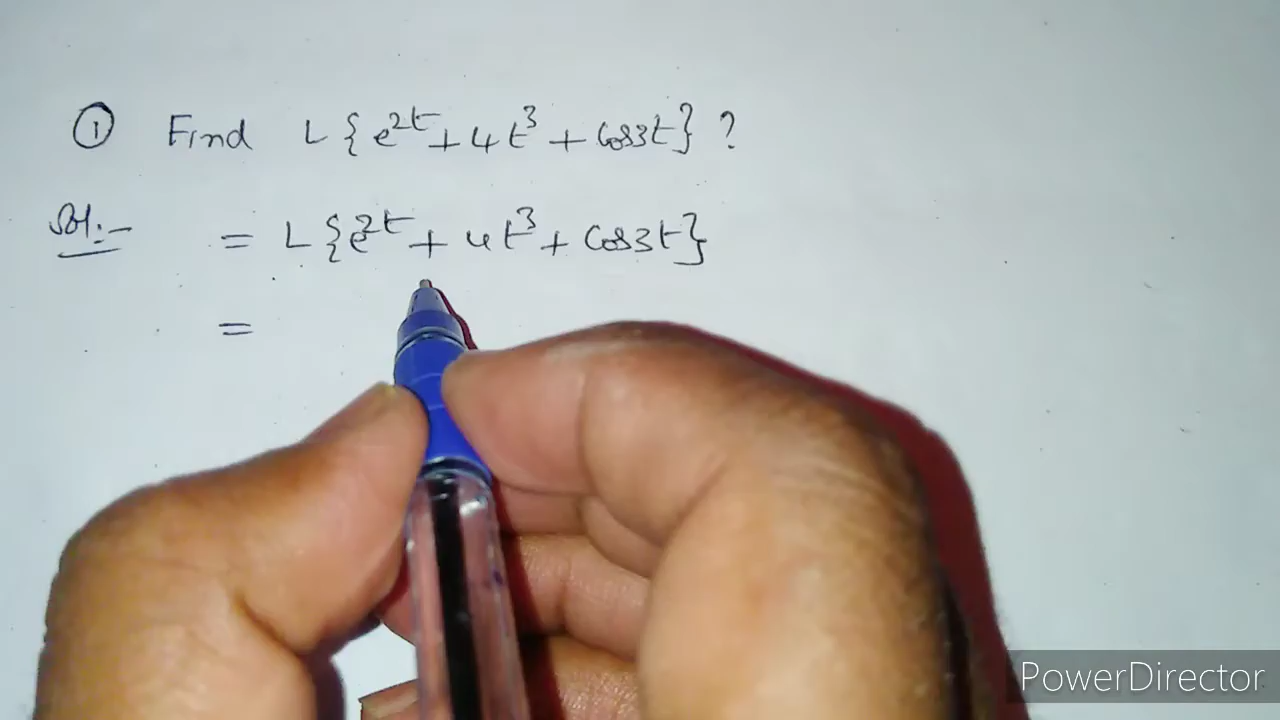 ① Find L{e^2t + 4t^3 + Cos3t} ?
Sol:- = L{e^2t + 4t^3 + Cos3t}
=
PowerDirector